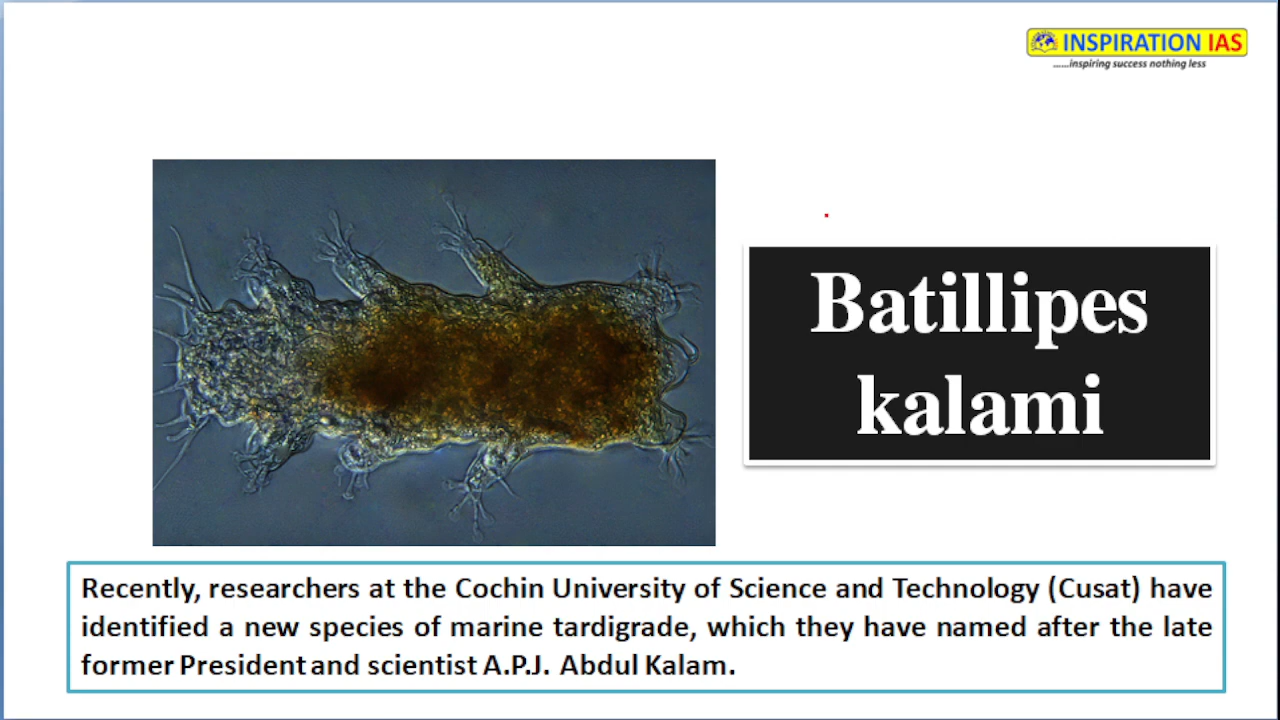 INSPIRATION IAS
......inspiring success nothing less
Batillipes
kalami
Recently, researchers at the Cochin University of Science and Technology (Cusat) have
identified a new species of marine tardigrade, which they have named after the late
former President and scientist A.P.J. Abdul Kalam.